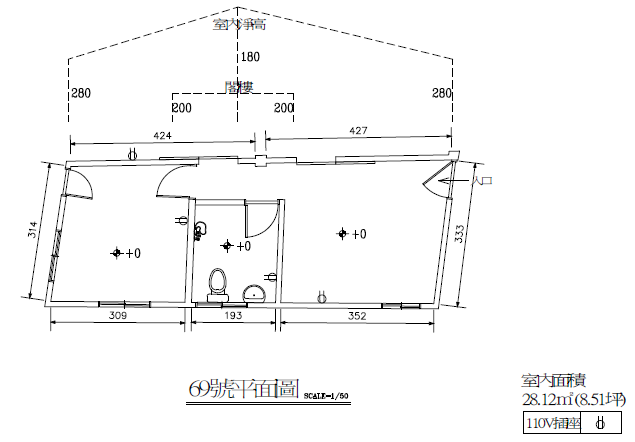 室內淨高
180
280
閣樓
280
200
200
424
427
入口
314
333
+0
+0
+0
309
193
352
69號平面圖 SCALE-1/50
室內面積
28.12㎡(8.51坪)
110V插座